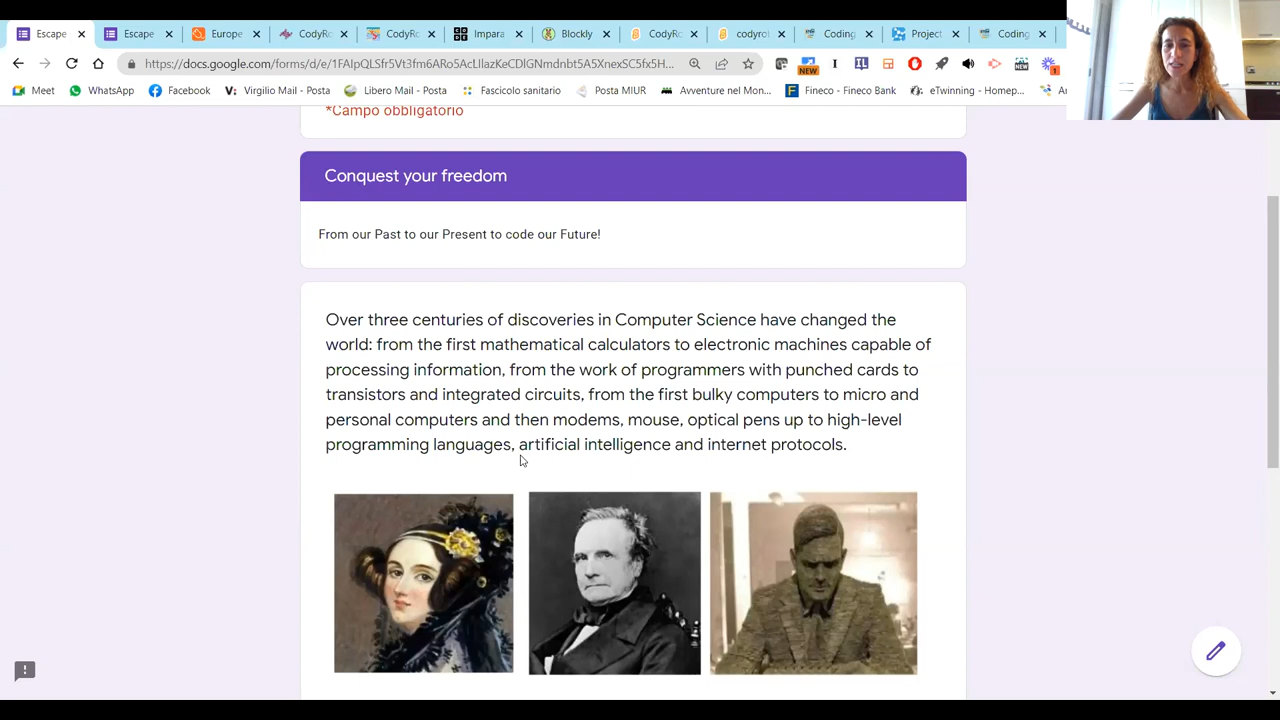 Escape
Escape
Europe
CodyRo
CodyRo
Impara
Blockly
CodyRo
codyrol
Coding
Project
Coding
https://docs.google.com/forms/d/e/1FAIpQLSfr5Vt3fm6ARo5A
NEW
NEW
1
Meet
WhatsApp
Facebook
Virgilio Mail - Posta
Libero Mail - Posta
Fascicolo sanitario
Posta MIUR
Avventure nel Mon...
Fineco - Fineco Bank
eTwinning - Homep...
*Campo obbligatorio
Conquest your freedom
From our Past to our Present to code our Future!
Over three centuries of discoveries in Computer Science have changed the
world: from the first mathematical calculators to electronic machines capable of
processing information, from the work of programmers with punched cards to
transistors and integrated circuits, from the first bulky computers to micro and
personal computers and then modems, mouse, optical pens up to high-level
programming languages, artificial intelligence and internet protocols.